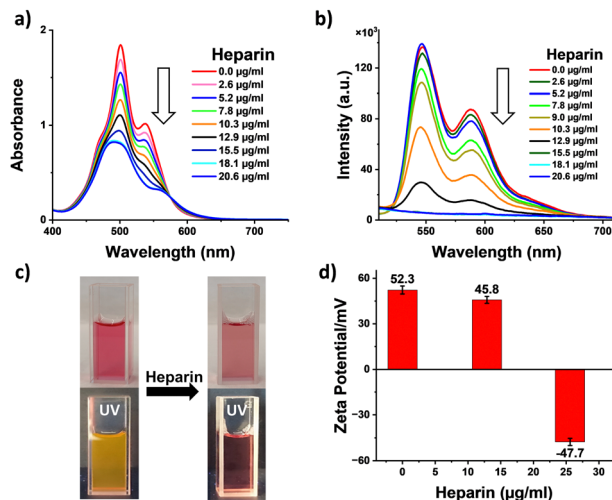 a)
Heparin
0.0 µg/ml
2.6 µg/ml
5.2 µg/ml
7.8 µg/ml
10.3 µg/ml
12.9 µg/ml
15.5 µg/ml
18.1 µg/ml
20.6 µg/ml
Absorbance
2
1
0
400
500
600
700
Wavelength (nm)
b)
×10³
Heparin
0.0 µg/ml
2.6 µg/ml
5.2 µg/ml
7.8 µg/ml
9.0 µg/ml
10.3 µg/ml
12.9 µg/ml
15.5 µg/ml
18.1 µg/ml
20.6 µg/ml
Intensity (a.u.)
120
80
40
0
550
600
650
700
Wavelength (nm)
c)
Heparin
UV
UV
d)
Zeta Potential/mV
60
30
0
−30
−60
52.3
45.8
-47.7
0
5
10
15
20
25
30
Heparin (µg/ml)